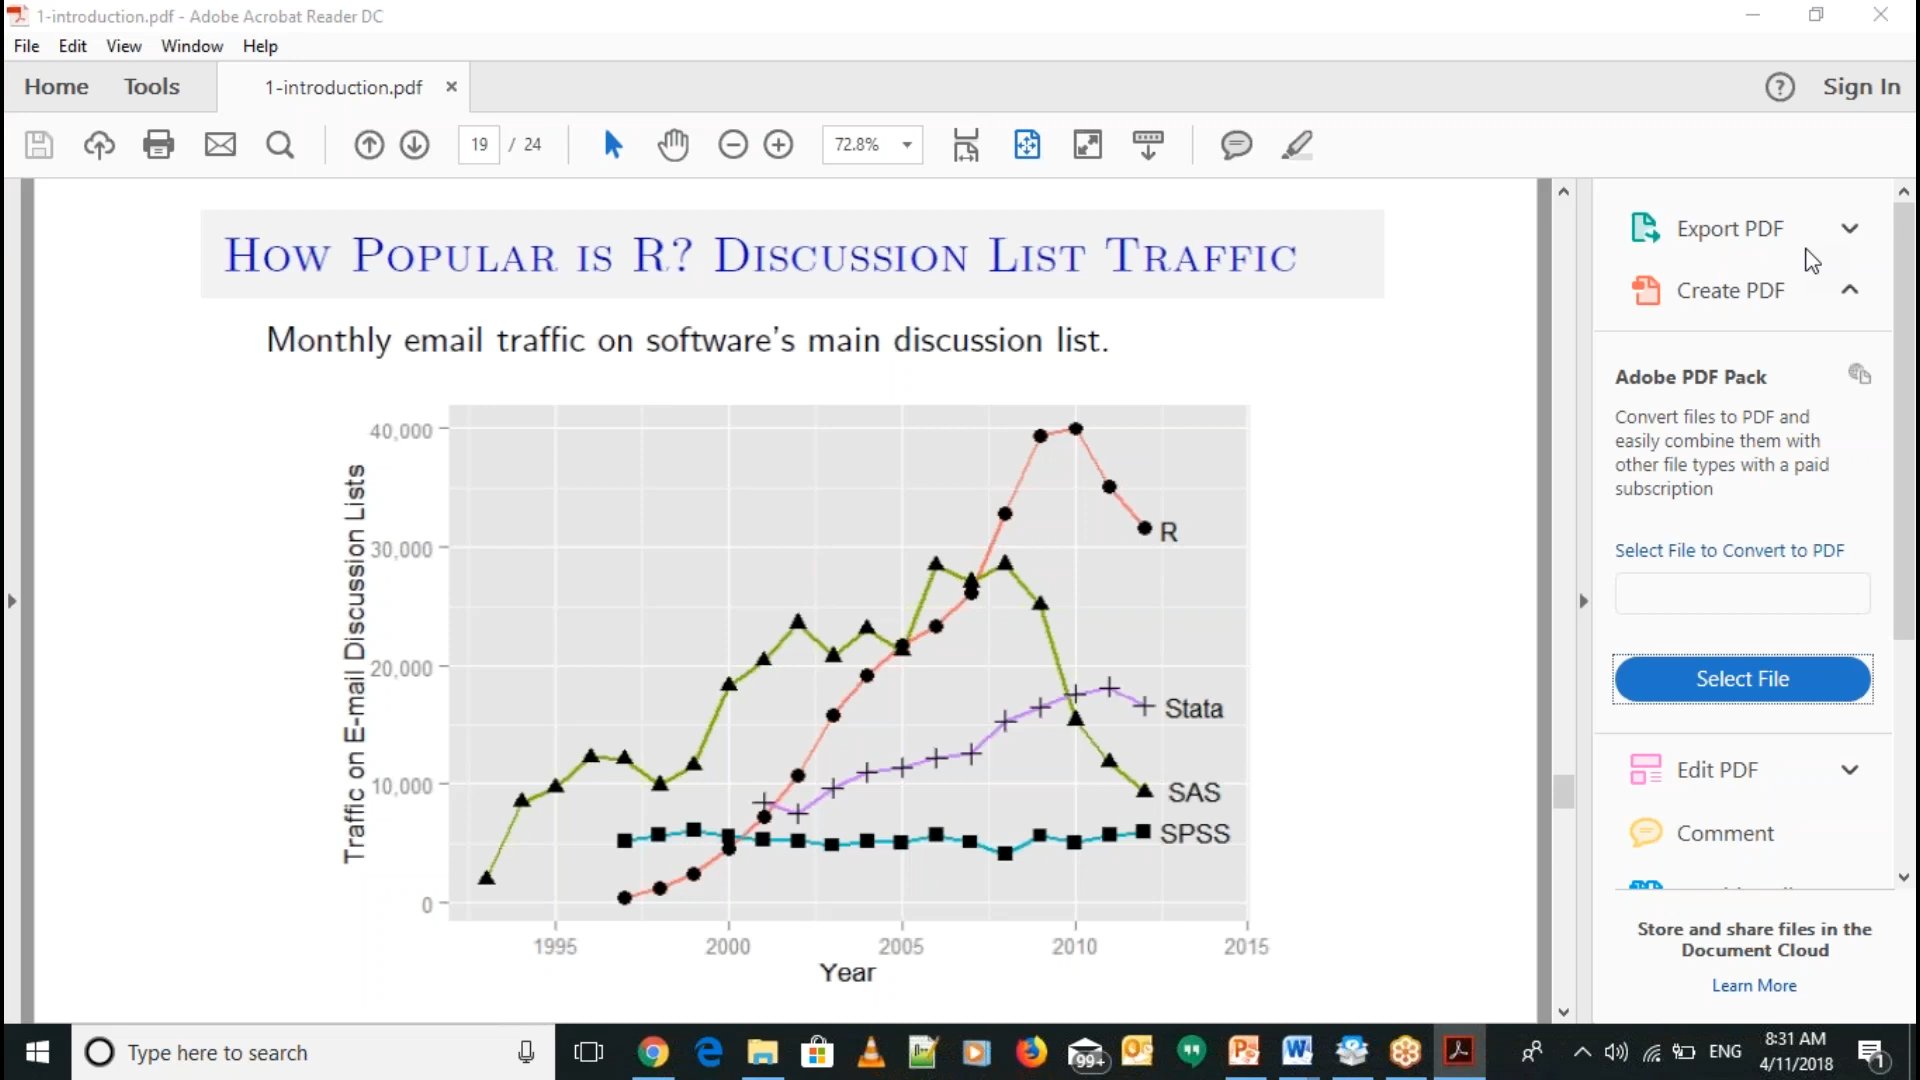 1-introduction.pdf - Adobe Acrobat Reader DC
File Edit View Window Help
Home Tools 1-introduction.pdf × ? Sign In
19 / 24 72.8%
How Popular is R? Discussion List Traffic
Monthly email traffic on software's main discussion list.
Traffic on E-mail Discussion Lists
40,000
30,000
20,000
10,000
0
R
Stata
SAS
SPSS
1995 2000 2005 2010 2015
Year
Export PDF
Create PDF
Adobe PDF Pack
Convert files to PDF and
easily combine them with
other file types with a paid
subscription
Select File to Convert to PDF
Select File
Edit PDF
Comment
Store and share files in the
Document Cloud
Learn More
Type here to search
99+
ENG
8:31 AM
4/11/2018
1